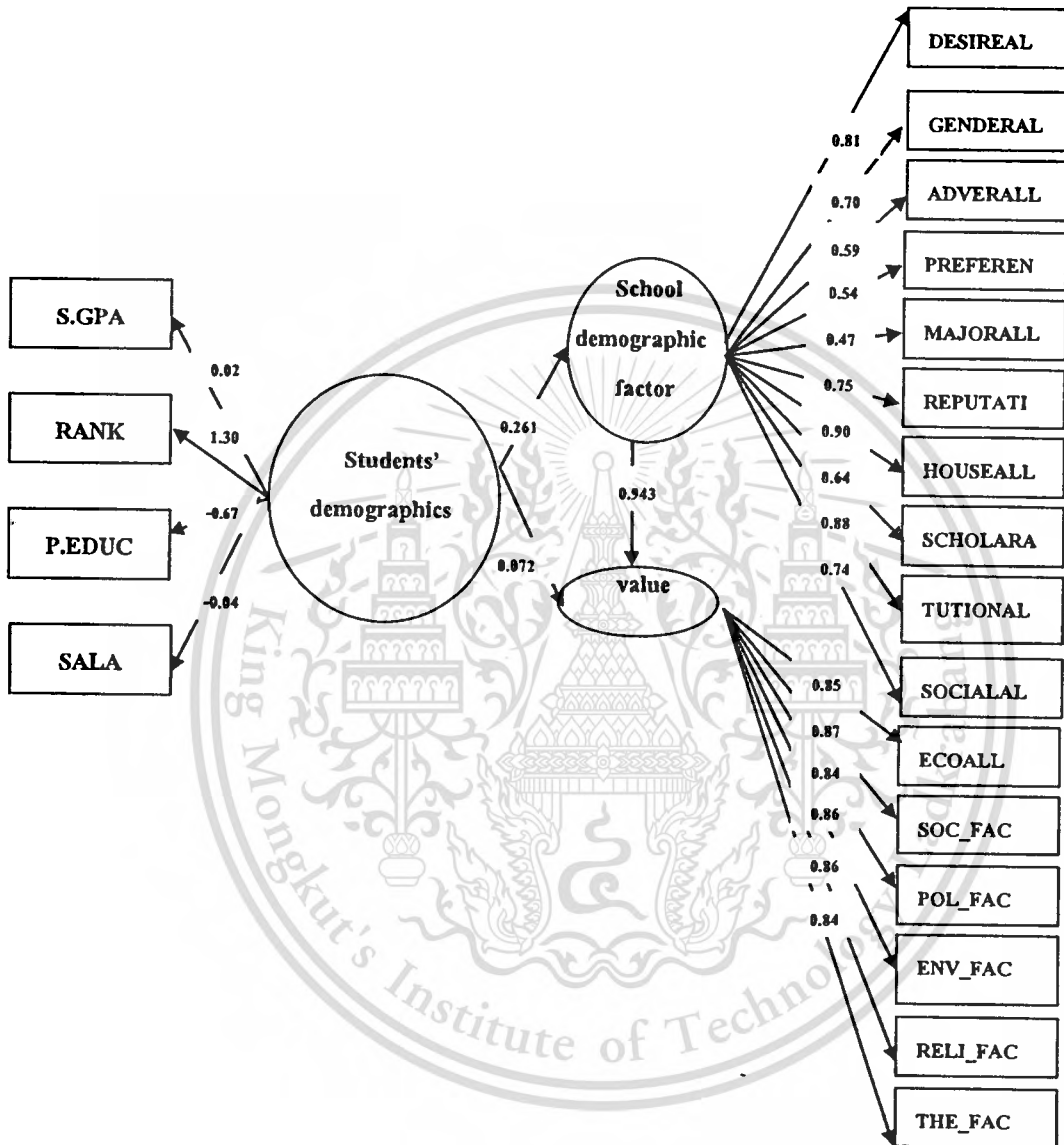 DESIREAL
GENDERAL
ADVERALL
PREFEREN
MAJORALL
REPUTATI
HOUSEALL
SCHOLARA
TUTIONAL
SOCIALAL
0.81
0.70
0.59
0.54
0.47
0.75
0.90
0.64
0.88
0.74
School
demographic
factor
S.GPA
RANK
P.EDUC
SALA
0.02
1.30
-0.67
-0.04
Students'
demographics
0.261
0.072
0.943
value
0.85
0.87
0.84
0.86
0.86
0.84
ECOALL
SOC_FAC
POL_FAC
ENV_FAC
RELI_FAC
THE_FAC
King Mongkut's Institute of Technology Ladkrabang